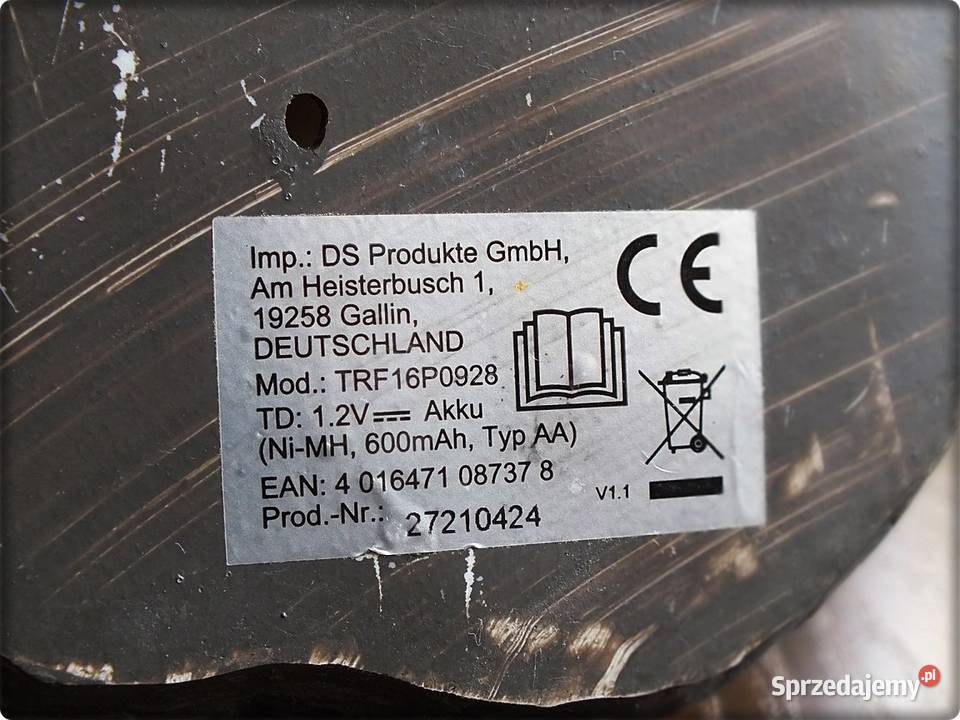 Imp.: DS Produkte GmbH,
Am Heisterbusch 1,
19258 Gallin,
DEUTSCHLAND
Mod.: TRF16P0928
TD: 1.2V⎓ Akku
(Ni-MH, 600mAh, Typ AA)
EAN: 4 016471 08737 8
Prod.-Nr.: 27210424
CE
V1.1
Sprzedajemy.pl